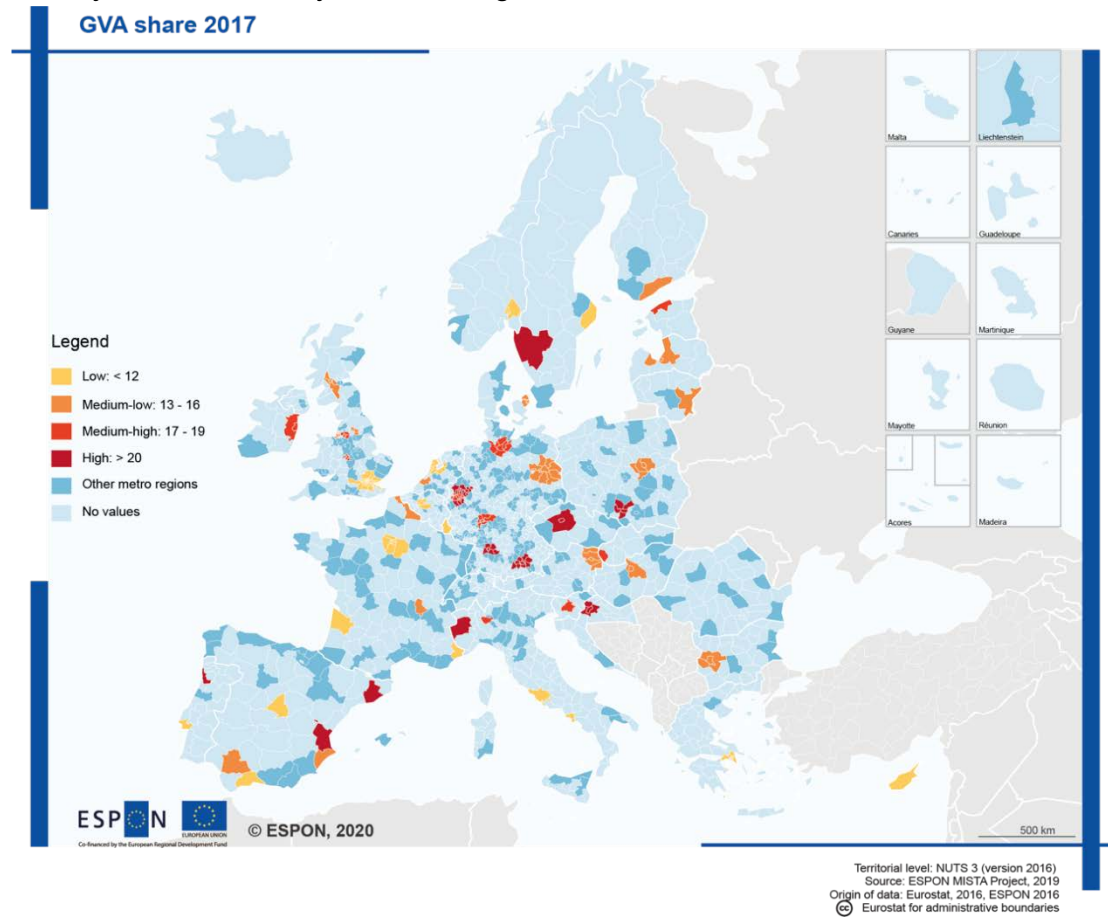 GVA share 2017
Malta
Liechtenstein
Canaries
Guadeloupe
Guyane
Martinique
Mayotte
Réunion
Acores
Madeira
Legend
Low: < 12
Medium-low: 13 - 16
Medium-high: 17 - 19
High: > 20
Other metro regions
No values
ESPON
EUROPEAN UNION
Co-financed by the European Regional Development Fund
© ESPON, 2020
500 km
Territorial level: NUTS 3 (version 2016)
Source: ESPON MISTA Project, 2019
Origin of data: Eurostat, 2016, ESPON 2016
cc Eurostat for administrative boundaries